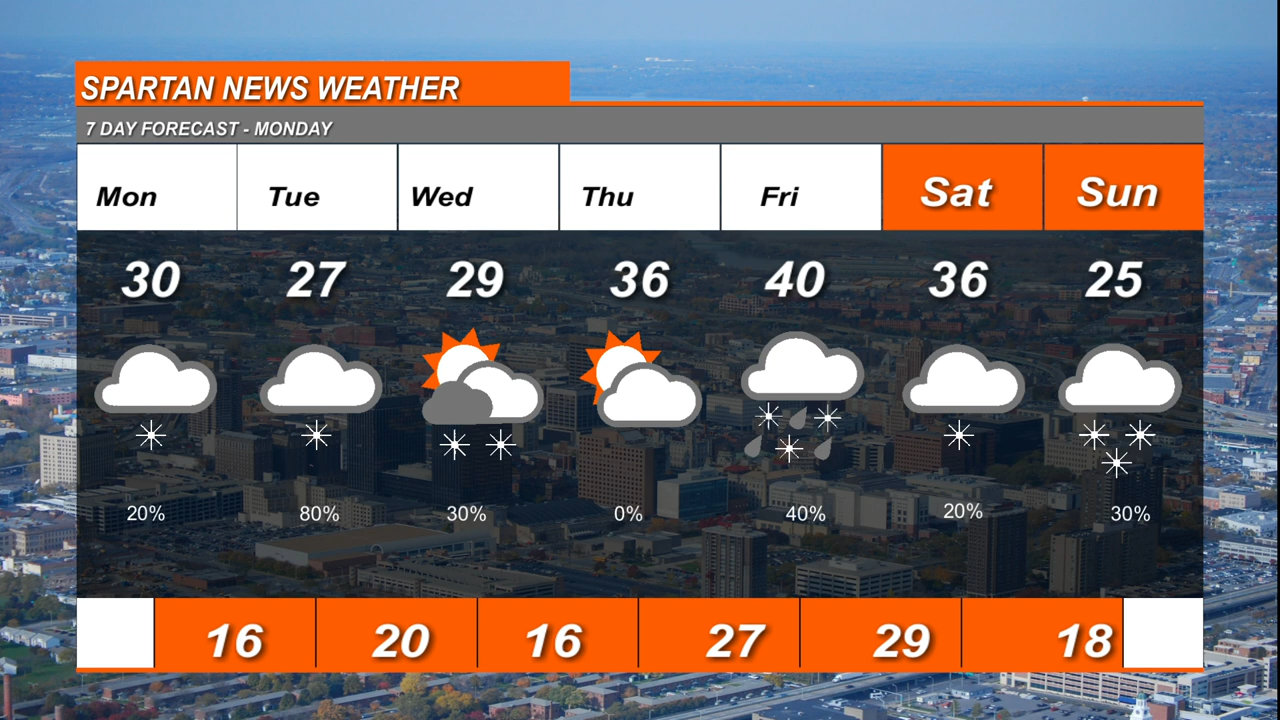 SPARTAN NEWS WEATHER
7 DAY FORECAST - MONDAY
Mon Tue Wed Thu Fri Sat Sun
30 27 29 36 40 36 25
20% 80% 30% 0% 40% 20% 30%
16 20 16 27 29 18